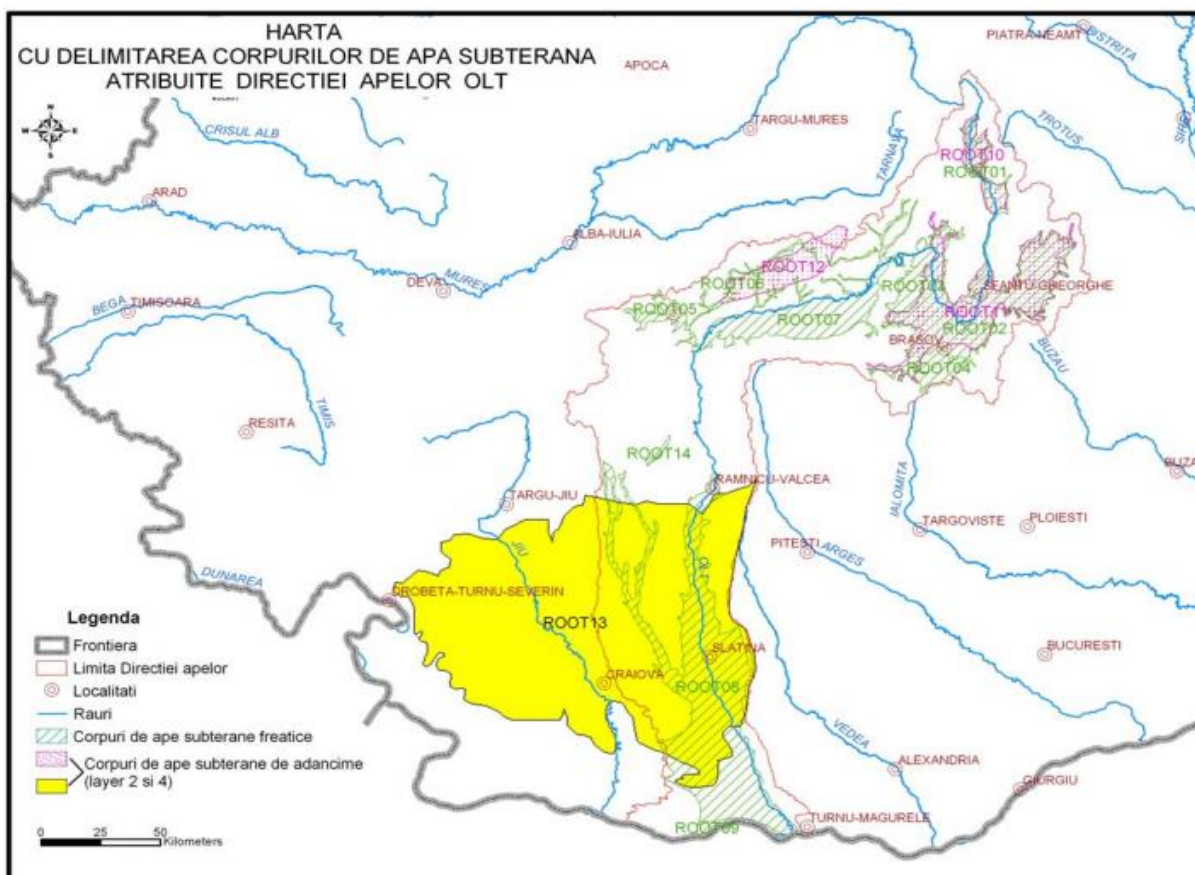 HARTA
CU DELIMITAREA CORPURILOR DE APA SUBTERANA
ATRIBUITE DIRECTIEI APELOR OLT
N
W
E
S
PIATRA NEAMT
BISTRITA
APOCA
CRISUL ALB
TARGU-MURES
TROTUS
SIRET
TARNAVA
ROOT10
ROOT01
ARAD
ALBA-IULIA
ROOT12
DEVA
MURES
ROOT06
SFANTU-GHEORGHE
BEGA
TIMISOARA
ROOT05
ROOT07
ROOT03
ROOT11
ROOT02
BRASOV
BUZAU
ROOT04
TIMIS
RESITA
ROOT14
RAMNICU-VALCEA
IALOMITA
BUZA
TARGU-JIU
TARGOVISTE
PLOIESTI
JIU
OLT
PITESTI
ARGES
DUNAREA
DROBETA-TURNU-SEVERIN
ROOT13
SLATINA
BUCURESTI
CRAIOVA
ROOT08
VEDEA
ALEXANDRIA
GIURGIU
TURNU-MAGURELE
ROOT09
Legenda
Frontiera
Limita Directiei apelor
Localitati
Rauri
Corpuri de ape subterane freatice
Corpuri de ape subterane de adancime
(layer 2 si 4)
0 25 50
Kilometers